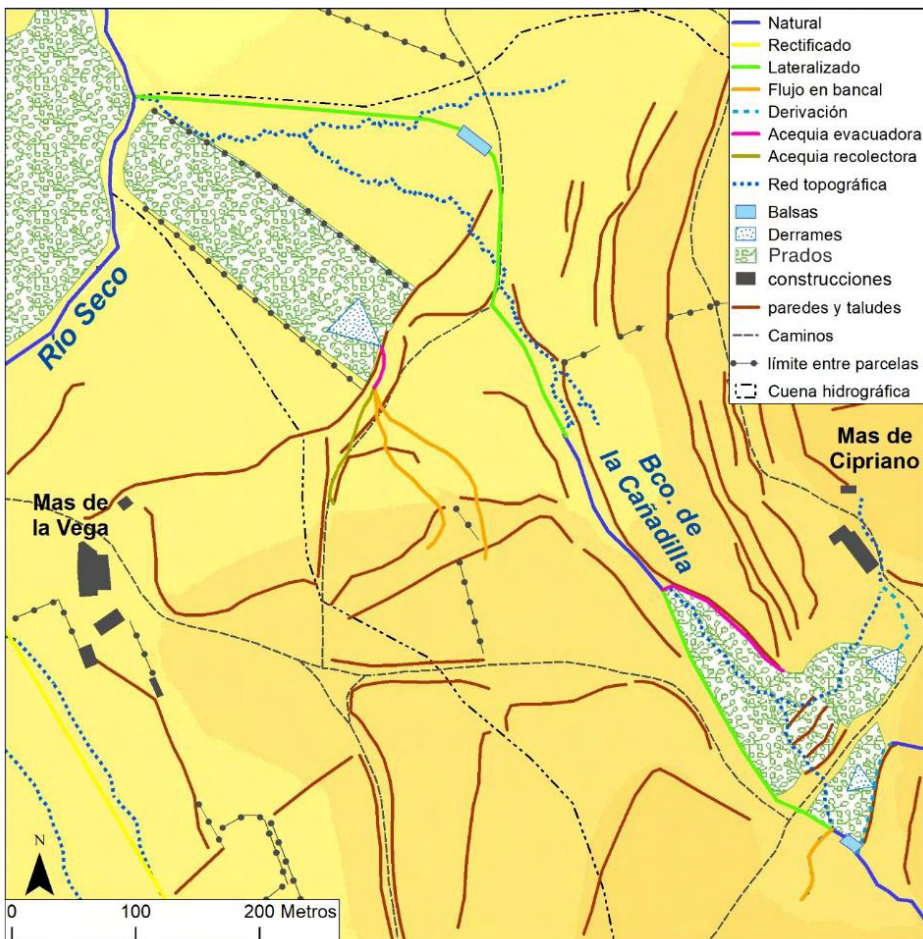 Natural
Rectificado
Lateralizado
Flujo en bancal
Derivación
Acequia evacuadora
Acequia recolectora
Red topográfica
Balsas
Derrames
Prados
construcciones
paredes y taludes
Caminos
límite entre parcelas
Cuena hidrográfica
Río Seco
Mas de
Cipriano
Bco. de
la Cañadilla
Mas de
la Vega
N
0 100 200 Metros